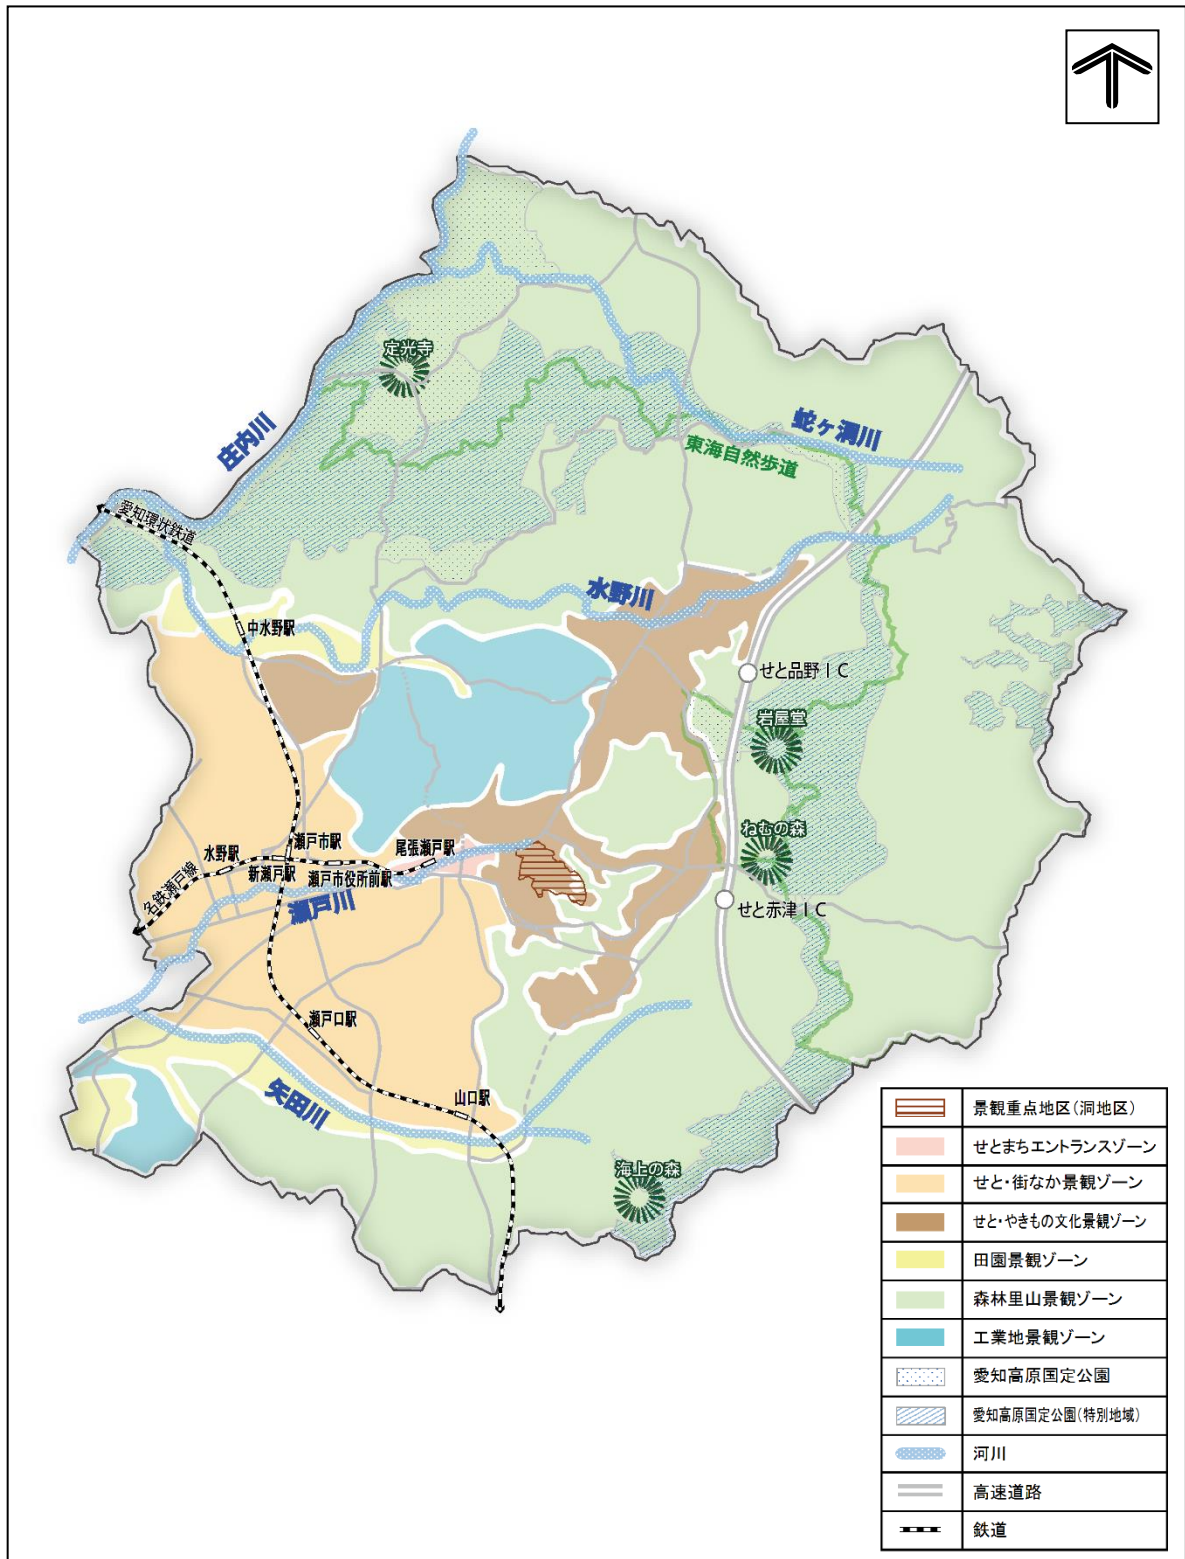 定光寺
庄内川
蛇ヶ洞川
東海自然歩道
愛知環状鉄道
水野川
中水野駅
せと品野IC
岩屋堂
ねむの森
瀬戸市駅
尾張瀬戸駅
水野駅
新瀬戸駅
瀬戸市役所前駅
名鉄瀬戸線
瀬戸川
せと赤津IC
瀬戸口駅
矢田川
山口駅
海上の森
景観重点地区(洞地区)
せとまちエントランスゾーン
せと・街なか景観ゾーン
せと・やきもの文化景観ゾーン
田園景観ゾーン
森林里山景観ゾーン
工業地景観ゾーン
愛知高原国定公園
愛知高原国定公園(特別地域)
河川
高速道路
鉄道